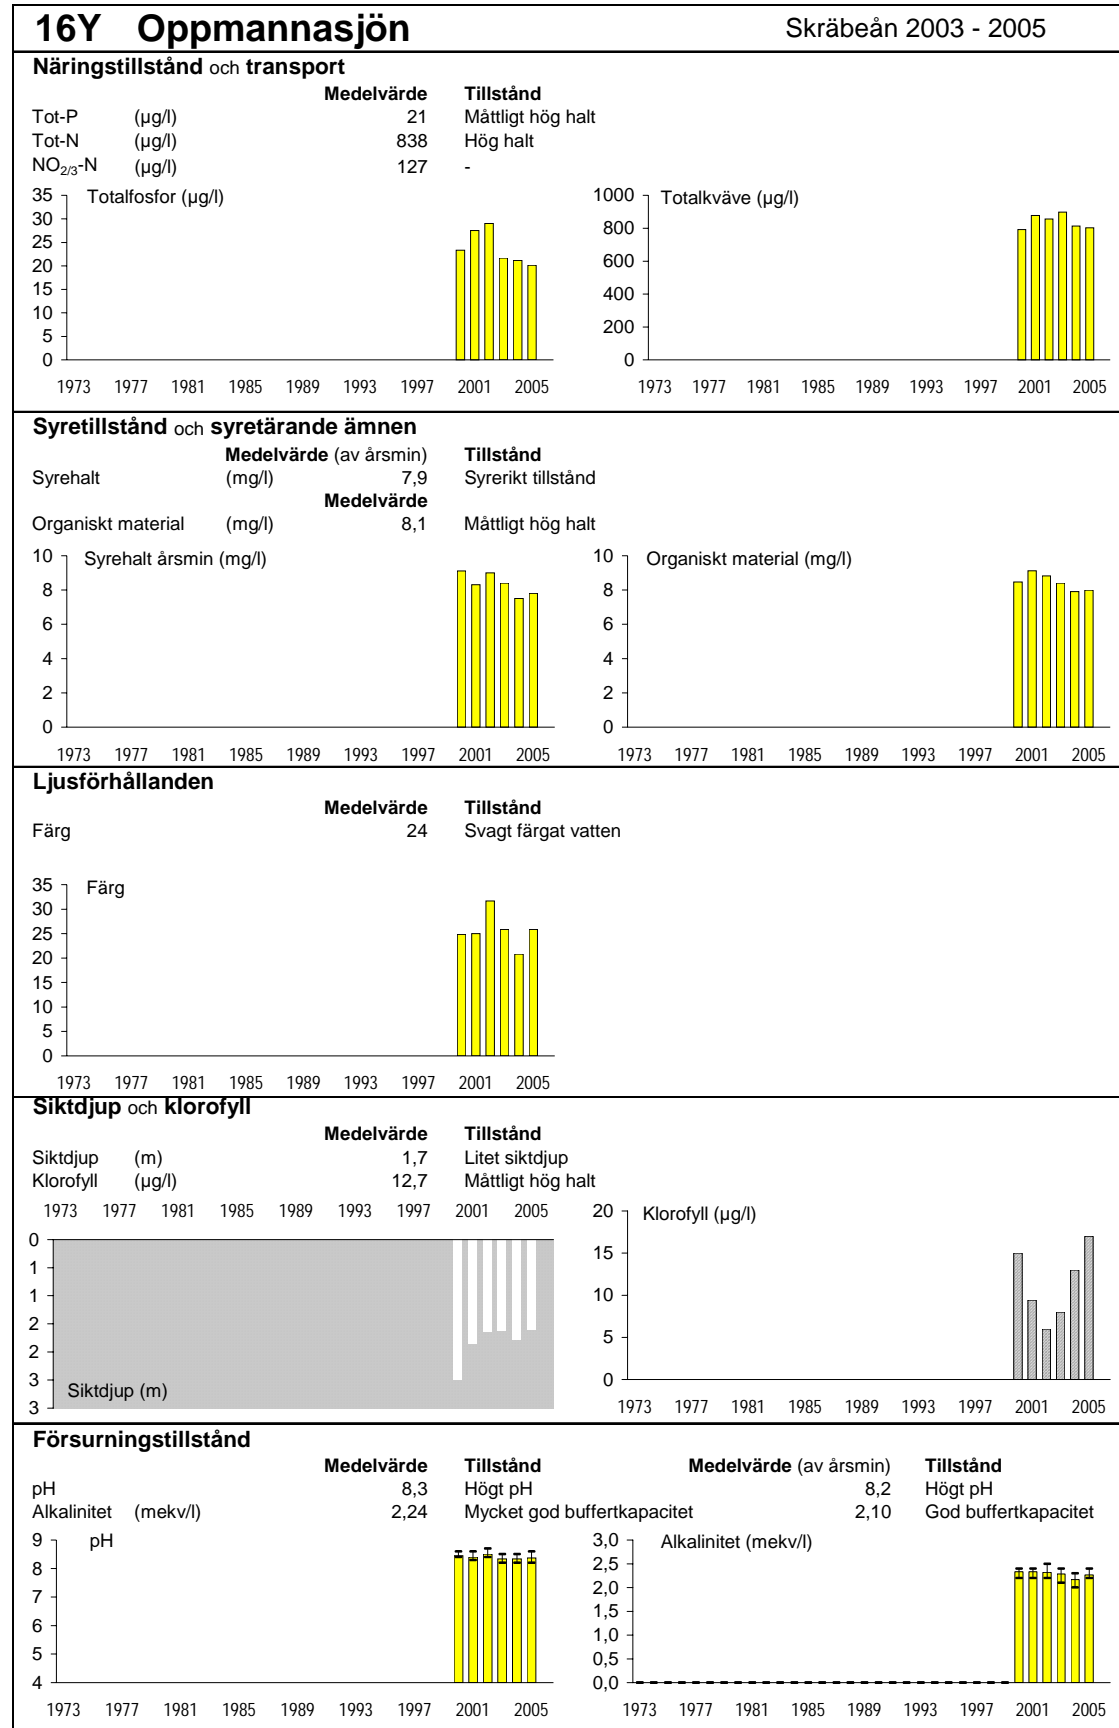 16Y Oppmannasjön Skräbeån 2003 - 2005
Näringstillstånd och transport
Medelvärde Tillstånd
Tot-P (µg/l) 21 Måttligt hög halt
Tot-N (µg/l) 838 Hög halt
NO2/3-N (µg/l) 127 -
Totalfosfor (µg/l)
35
30
25
20
15
10
5
0
1973 1977 1981 1985 1989 1993 1997 2001 2005
Totalkväve (µg/l)
1000
800
600
400
200
0
1973 1977 1981 1985 1989 1993 1997 2001 2005
Syretillstånd och syretärande ämnen
Medelvärde (av årsmin) Tillstånd
Syrehalt (mg/l) 7,9 Syrerikt tillstånd
Medelvärde
Organiskt material (mg/l) 8,1 Måttligt hög halt
Syrehalt årsmin (mg/l)
10
8
6
4
2
0
1973 1977 1981 1985 1989 1993 1997 2001 2005
Organiskt material (mg/l)
10
8
6
4
2
0
1973 1977 1981 1985 1989 1993 1997 2001 2005
Ljusförhållanden
Medelvärde Tillstånd
Färg 24 Svagt färgat vatten
Färg
35
30
25
20
15
10
5
0
1973 1977 1981 1985 1989 1993 1997 2001 2005
Siktdjup och klorofyll
Medelvärde Tillstånd
Siktdjup (m) 1,7 Litet siktdjup
Klorofyll (µg/l) 12,7 Måttligt hög halt
1973 1977 1981 1985 1989 1993 1997 2001 2005
0
1
1
2
2
3
3
Siktdjup (m)
Klorofyll (µg/l)
20
15
10
5
0
1973 1977 1981 1985 1989 1993 1997 2001 2005
Försurningstillstånd
Medelvärde Tillstånd Medelvärde (av årsmin) Tillstånd
pH 8,3 Högt pH 8,2 Högt pH
Alkalinitet (mekv/l) 2,24 Mycket god buffertkapacitet 2,10 God buffertkapacitet
pH
9
8
7
6
5
4
1973 1977 1981 1985 1989 1993 1997 2001 2005
Alkalinitet (mekv/l)
3,0
2,5
2,0
1,5
1,0
0,5
0,0
1973 1977 1981 1985 1989 1993 1997 2001 2005